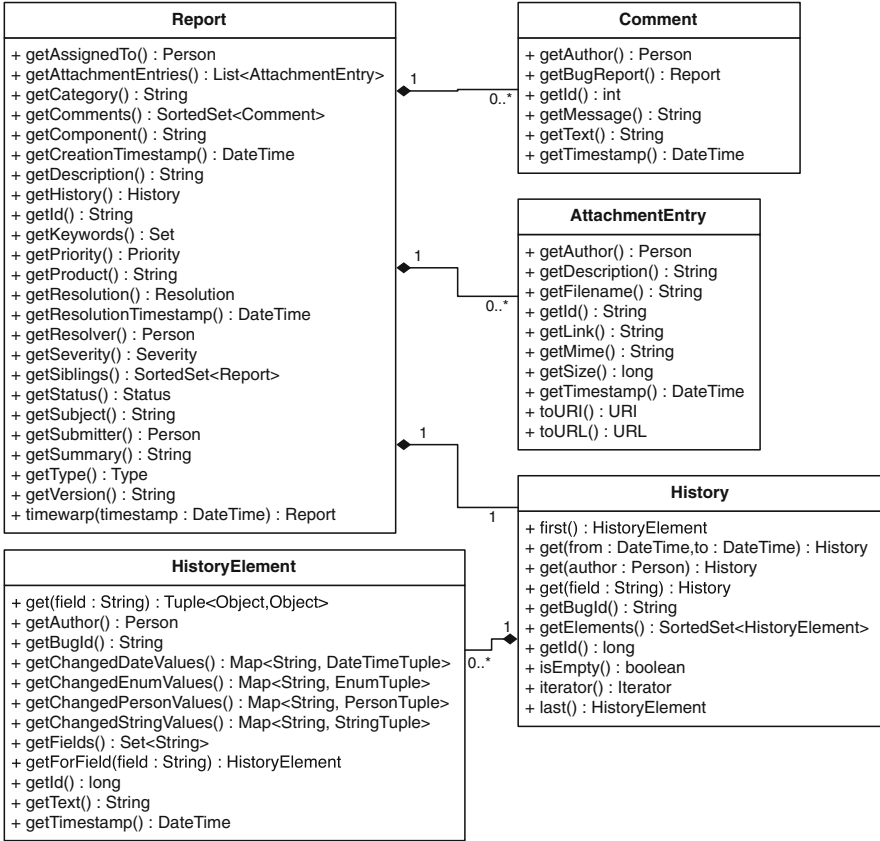 Report
+ getAssignedTo() : Person
+ getAttachmentEntries() : List<AttachmentEntry>
+ getCategory() : String
+ getComments() : SortedSet<Comment>
+ getComponent() : String
+ getCreationTimestamp() : DateTime
+ getDescription() : String
+ getHistory() : History
+ getId() : String
+ getKeywords() : Set
+ getPriority() : Priority
+ getProduct() : String
+ getResolution() : Resolution
+ getResolutionTimestamp() : DateTime
+ getResolver() : Person
+ getSeverity() : Severity
+ getSiblings() : SortedSet<Report>
+ getStatus() : Status
+ getSubject() : String
+ getSubmitter() : Person
+ getSummary() : String
+ getType() : Type
+ getVersion() : String
+ timewarp(timestamp : DateTime) : Report
1
0..*
Comment
+ getAuthor() : Person
+ getBugReport() : Report
+ getId() : int
+ getMessage() : String
+ getText() : String
+ getTimestamp() : DateTime
1
0..*
AttachmentEntry
+ getAuthor() : Person
+ getDescription() : String
+ getFilename() : String
+ getId() : String
+ getLink() : String
+ getMime() : String
+ getSize() : long
+ getTimestamp() : DateTime
+ toURI() : URI
+ toURL() : URL
1
1
History
+ first() : HistoryElement
+ get(from : DateTime,to : DateTime) : History
+ get(author : Person) : History
+ get(field : String) : History
+ getBugId() : String
+ getElements() : SortedSet<HistoryElement>
+ getId() : long
+ isEmpty() : boolean
+ iterator() : Iterator
+ last() : HistoryElement
1
0..*
HistoryElement
+ get(field : String) : Tuple<Object,Object>
+ getAuthor() : Person
+ getBugId() : String
+ getChangedDateValues() : Map<String, DateTimeTuple>
+ getChangedEnumValues() : Map<String, EnumTuple>
+ getChangedPersonValues() : Map<String, PersonTuple>
+ getChangedStringValues() : Map<String, StringTuple>
+ getFields() : Set<String>
+ getForField(field : String) : HistoryElement
+ getId() : long
+ getText() : String
+ getTimestamp() : DateTime